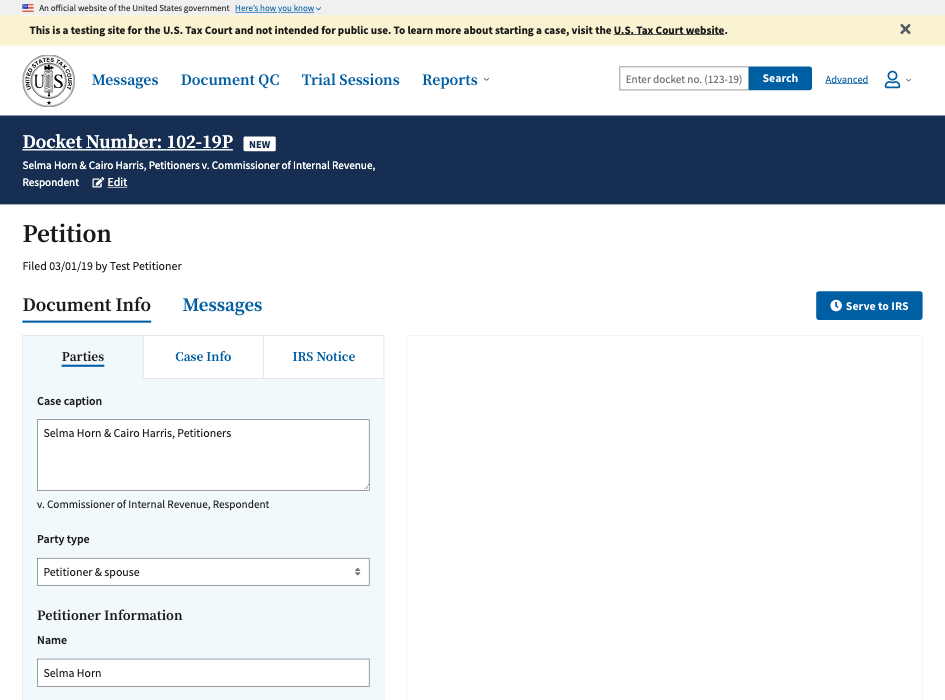 An official website of the United States government Here's how you know
This is a testing site for the U.S. Tax Court and not intended for public use. To learn more about starting a case, visit the U.S. Tax Court website.
UNITED STATES TAX COURT
US
Messages Document QC Trial Sessions Reports
Enter docket no. (123-19) Search Advanced
Docket Number: 102-19P NEW
Selma Horn & Cairo Harris, Petitioners v. Commissioner of Internal Revenue,
Respondent Edit
Petition
Filed 03/01/19 by Test Petitioner
Document Info Messages
Serve to IRS
Parties Case Info IRS Notice
Case caption
Selma Horn & Cairo Harris, Petitioners
v. Commissioner of Internal Revenue, Respondent
Party type
Petitioner & spouse
Petitioner Information
Name
Selma Horn